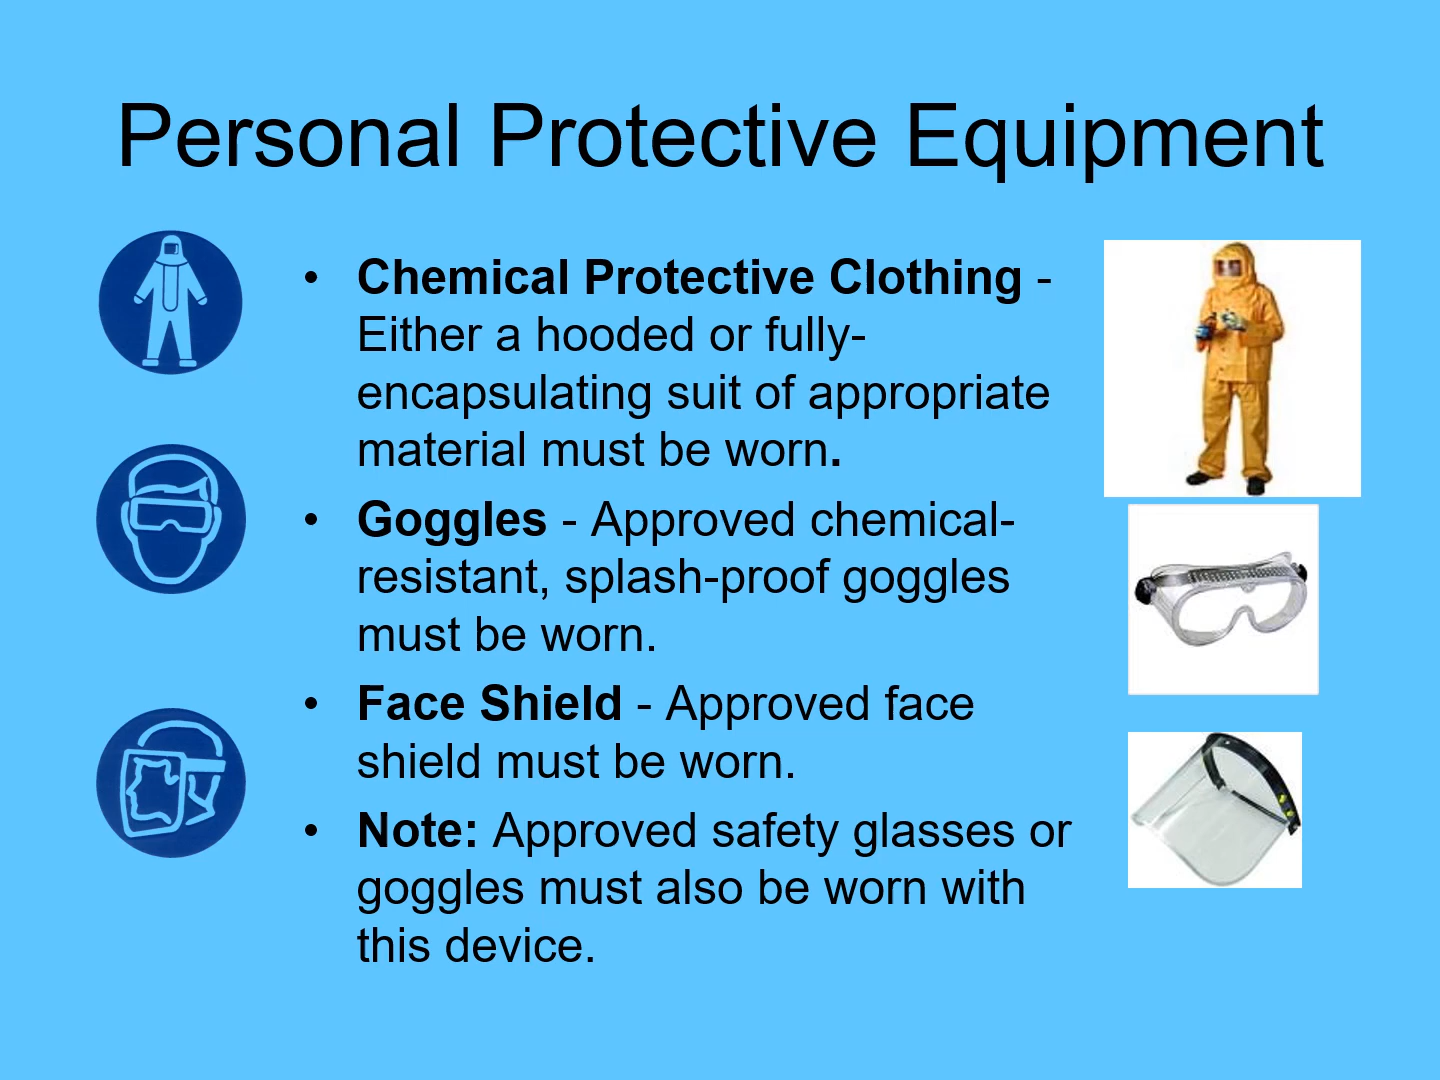 Personal Protective Equipment
• Chemical Protective Clothing -
Either a hooded or fully-
encapsulating suit of appropriate
material must be worn.
• Goggles - Approved chemical-
resistant, splash-proof goggles
must be worn.
• Face Shield - Approved face
shield must be worn.
• Note: Approved safety glasses or
goggles must also be worn with
this device.